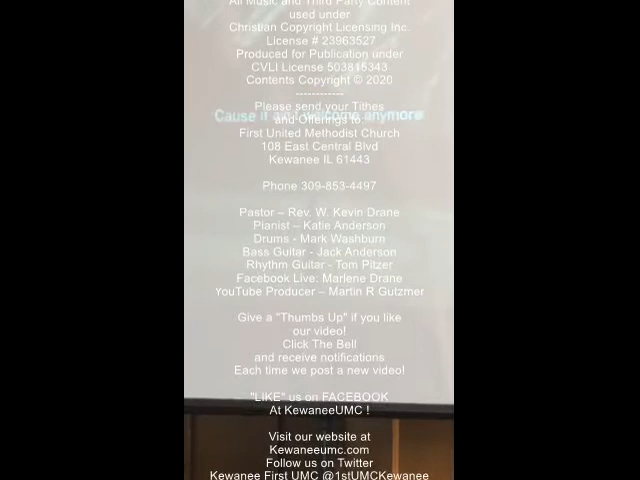 All Music and Third Party Content
used under
Christian Copyright Licensing Inc.
License # 23963527
Produced for Publication under
CVLI License 503815343
Contents Copyright © 2020
------------
Please send your Tithes
and Offerings to:
Cause it ain't welcome anymore
First United Methodist Church
108 East Central Blvd
Kewanee IL 61443
Phone 309-853-4497
Pastor – Rev. W. Kevin Drane
Pianist – Katie Anderson
Drums - Mark Washburn
Bass Guitar - Jack Anderson
Rhythm Guitar - Tom Pitzer
Facebook Live: Marlene Drane
YouTube Producer – Martin R Gutzmer
Give a "Thumbs Up" if you like
our video!
Click The Bell
and receive notifications
Each time we post a new video!
"LIKE" us on FACEBOOK
At KewaneeUMC !
Visit our website at
Kewaneeumc.com
Follow us on Twitter
Kewanee First UMC @1stUMCKewanee